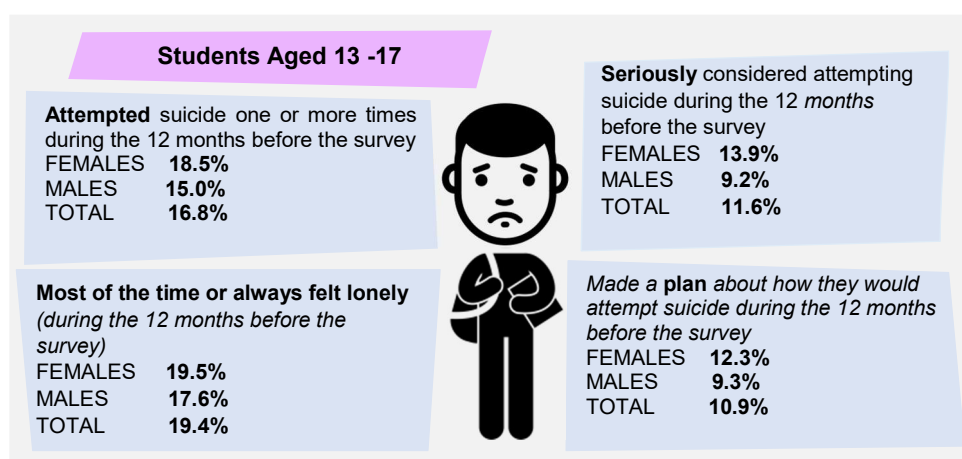 Students Aged 13 -17
Attempted suicide one or more times
during the 12 months before the survey
FEMALES 18.5%
MALES 15.0%
TOTAL 16.8%
Seriously considered attempting
suicide during the 12 months
before the survey
FEMALES 13.9%
MALES 9.2%
TOTAL 11.6%
Most of the time or always felt lonely
(during the 12 months before the
survey)
FEMALES 19.5%
MALES 17.6%
TOTAL 19.4%
Made a plan about how they would
attempt suicide during the 12 months
before the survey
FEMALES 12.3%
MALES 9.3%
TOTAL 10.9%